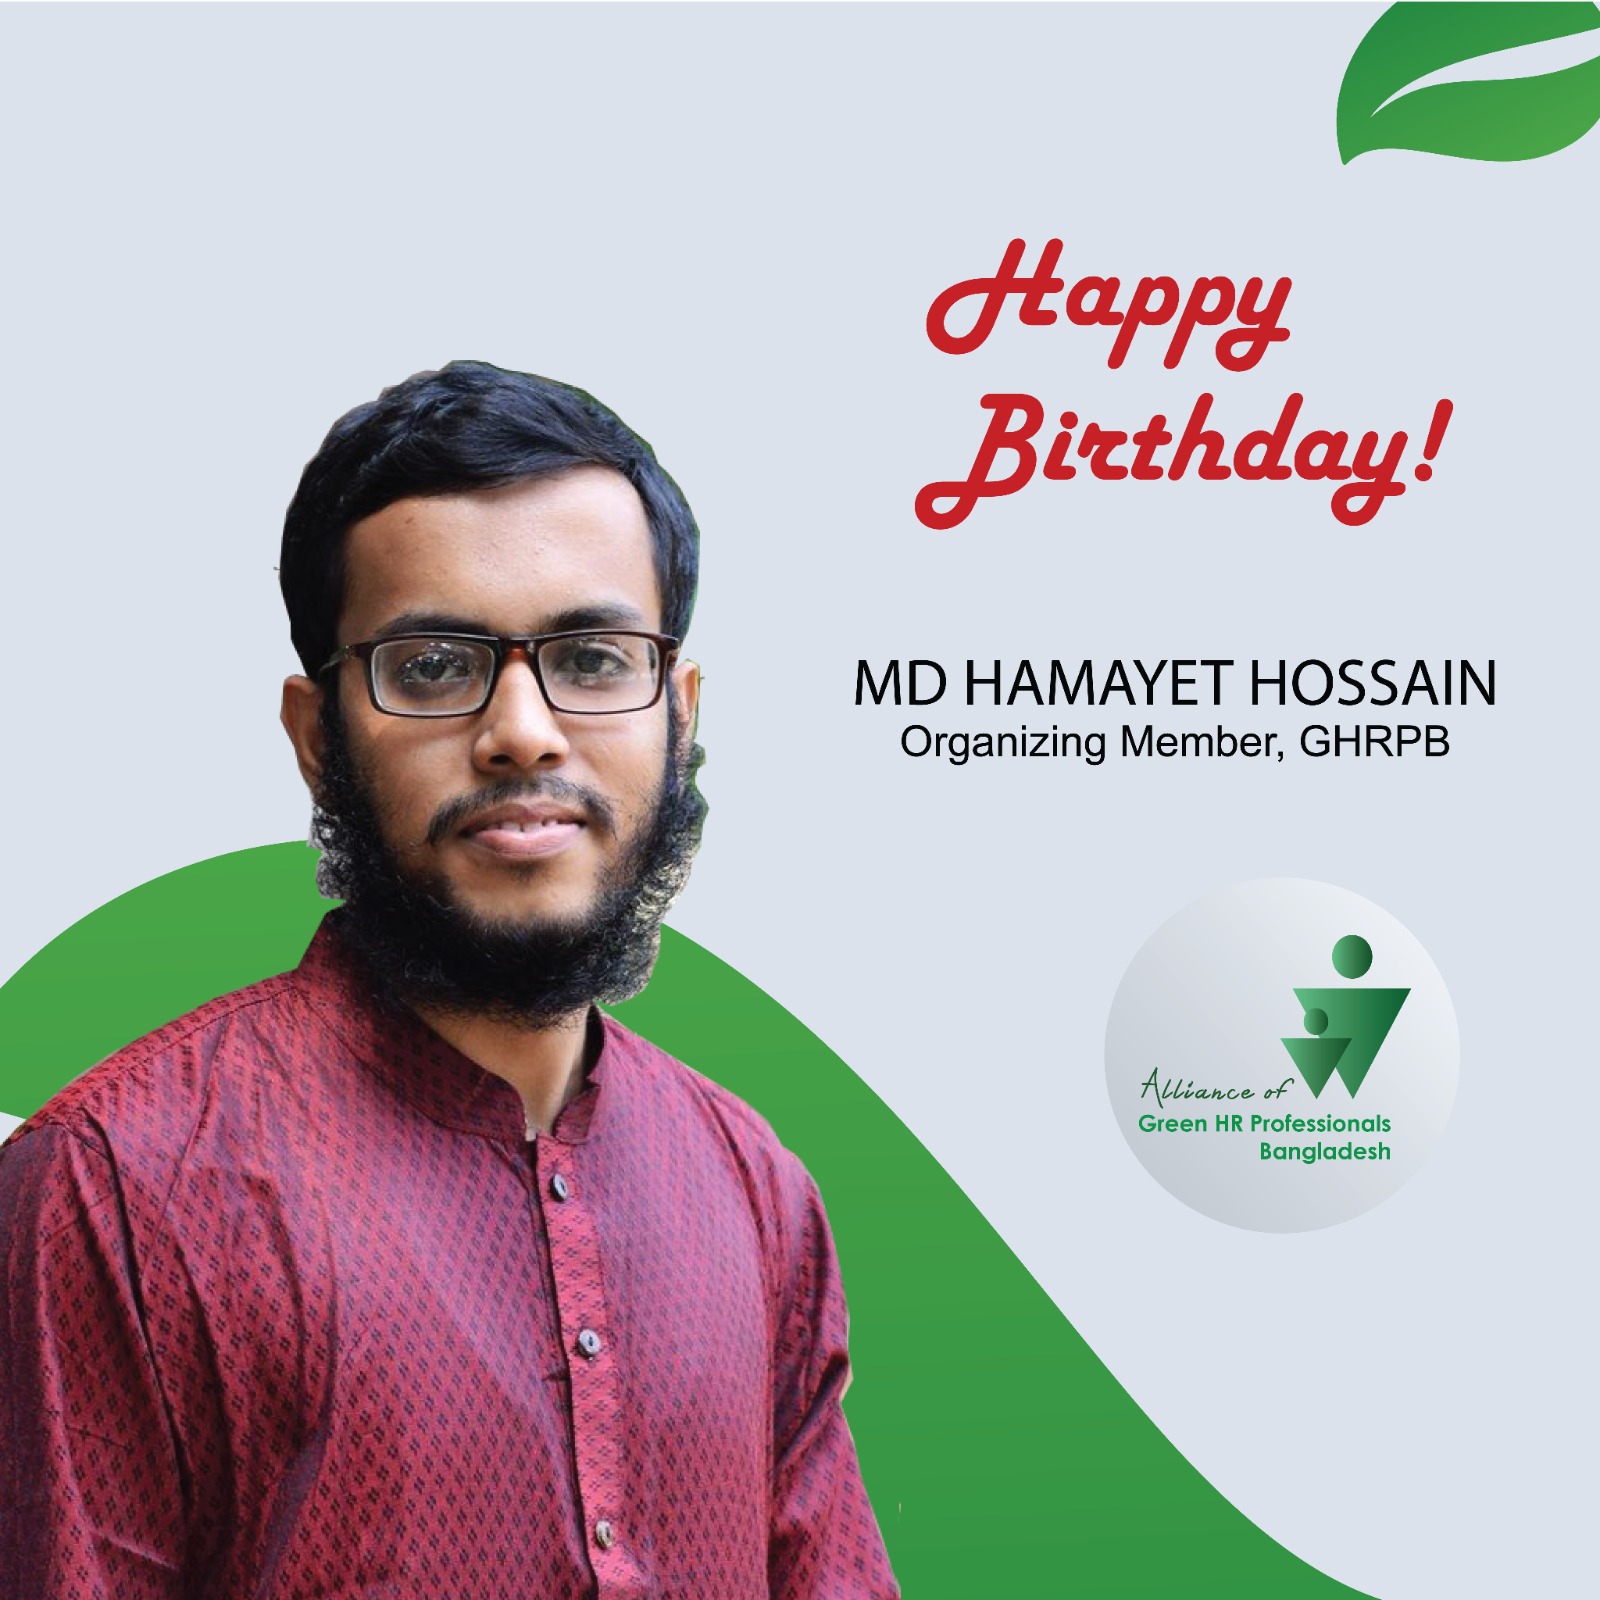 Happy
Birthday!
MD HAMAYET HOSSAIN
Organizing Member, GHRPB
Alliance of
Green HR Professionals
Bangladesh